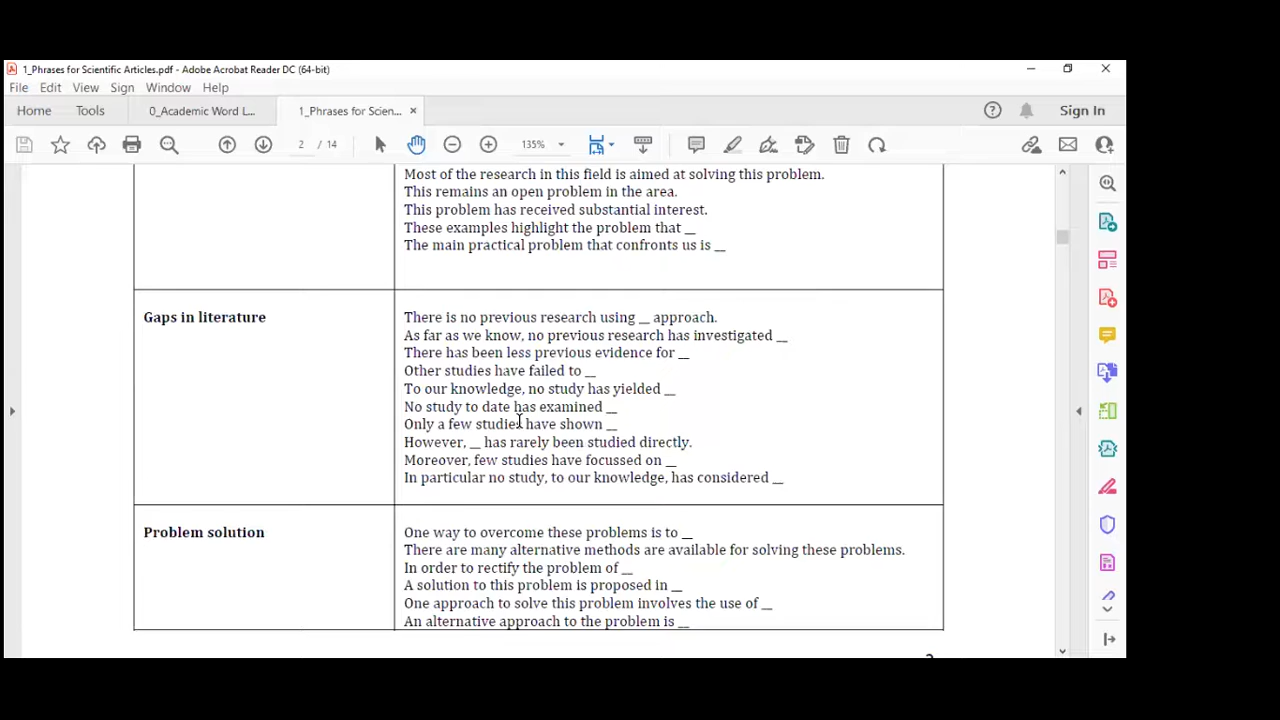 1_Phrases for Scientific Articles.pdf - Adobe Acrobat Reader DC (64-bit)
File Edit View Sign Window Help
Home Tools 0_Academic Word L... 1_Phrases for Scien... × Sign In
2 / 14 135%
Most of the research in this field is aimed at solving this problem.
This remains an open problem in the area.
This problem has received substantial interest.
These examples highlight the problem that __
The main practical problem that confronts us is __
Gaps in literature
There is no previous research using __ approach.
As far as we know, no previous research has investigated __
There has been less previous evidence for __
Other studies have failed to __
To our knowledge, no study has yielded __
No study to date has examined __
Only a few studies have shown __
However, __ has rarely been studied directly.
Moreover, few studies have focussed on __
In particular no study, to our knowledge, has considered __
Problem solution
One way to overcome these problems is to __
There are many alternative methods are available for solving these problems.
In order to rectify the problem of __
A solution to this problem is proposed in __
One approach to solve this problem involves the use of __
An alternative approach to the problem is __